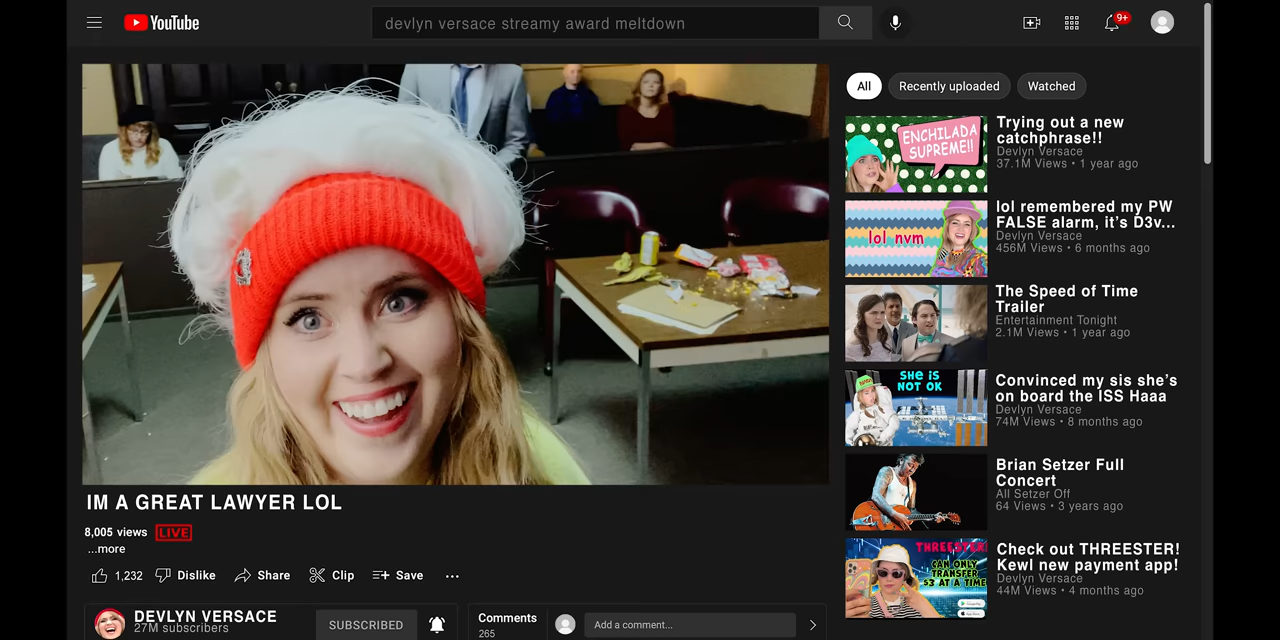 YouTube
devlyn versace streamy award meltdown
9+
IM A GREAT LAWYER LOL
8,005 views LIVE
...more
1,232 Dislike Share Clip Save
DEVLYN VERSACE
27M subscribers
SUBSCRIBED
Comments
265
Add a comment...
All Recently uploaded Watched
ENCHILADA
SUPREME!!
Trying out a new
catchphrase!!
Devlyn Versace
37.1M Views • 1 year ago
lol nvm
lol remembered my PW
FALSE alarm, it's D3v...
Devlyn Versace
456M Views • 6 months ago
The Speed of Time
Trailer
Entertainment Tonight
2.1M Views • 1 year ago
SHE IS
NOT OK
Convinced my sis she's
on board the ISS Haaa
Devlyn Versace
74M Views • 8 months ago
Brian Setzer Full
Concert
All Setzer Off
64 Views • 3 years ago
THREESTER
CAN ONLY
TRANSFER
$3 AT A TIME
Check out THREESTER!
Kewl new payment app!
Devlyn Versace
44M Views • 4 months ago